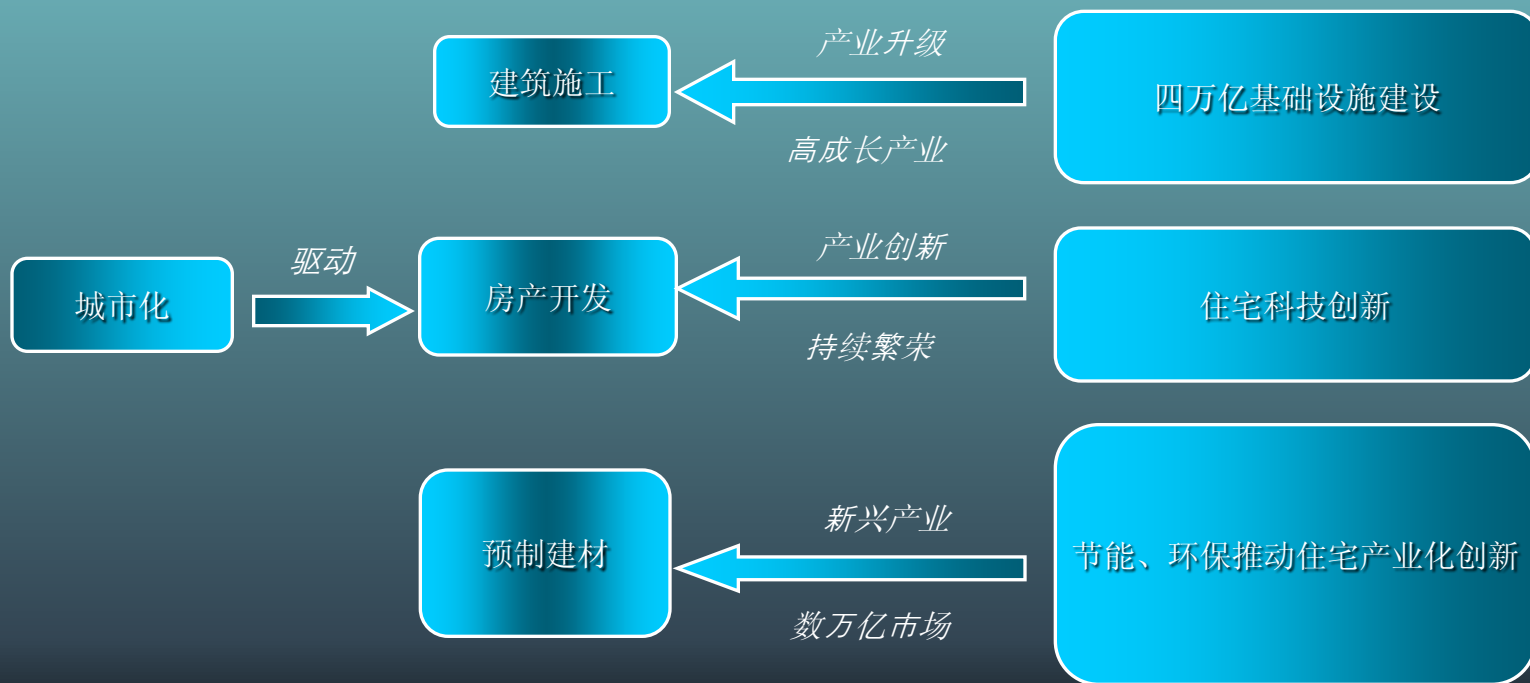 产业升级
建筑施工
四万亿基础设施建设
高成长产业
驱动
产业创新
城市化
房产开发
住宅科技创新
持续繁荣
新兴产业
预制建材
节能、环保推动住宅产业化创新
数万亿市场